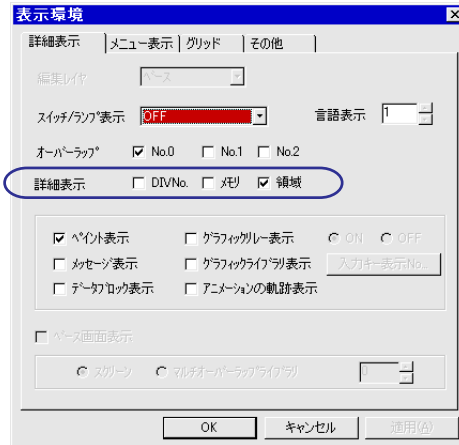 表示環境
詳細表示 メニュー表示 グリッド その他
編集レイヤ ベース
スイッチ/ランプ表示 OFF 言語表示 1
オーバーラップ No.0 No.1 No.2
詳細表示 DIVNo. メモリ 領域
ペイント表示 グラフィックリレー表示 ON OFF
メッセージ表示 グラフィックライブラリ表示 入力キー表示No...
データブロック表示 アニメーションの軌跡表示
ベース画面表示
スクリーン マルチオーバーラップライブラリ 0
OK キャンセル 適用(A)